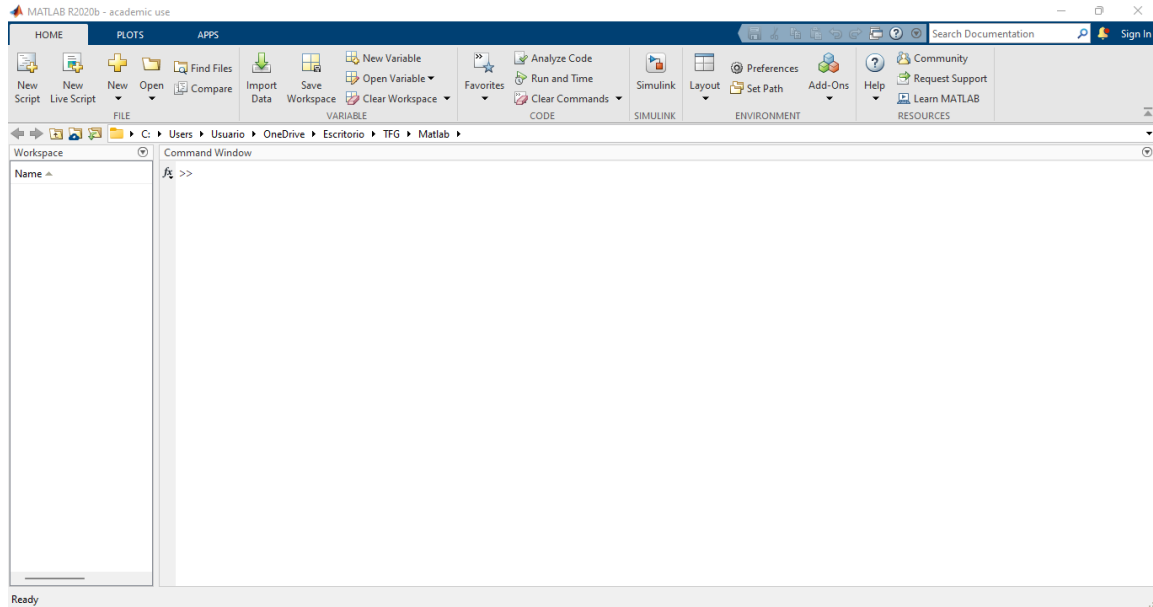 MATLAB R2020b - academic use
HOME PLOTS APPS
Search Documentation
Sign In
New Script
New Live Script
New
Open
Find Files
Compare
FILE
Import Data
Save Workspace
New Variable
Open Variable
Clear Workspace
VARIABLE
Favorites
Analyze Code
Run and Time
Clear Commands
CODE
Simulink
SIMULINK
Layout
Preferences
Set Path
Add-Ons
ENVIRONMENT
Help
Community
Request Support
Learn MATLAB
RESOURCES
C: Users Usuario OneDrive Escritorio TFG Matlab
Workspace
Command Window
Name
fx >>
Ready